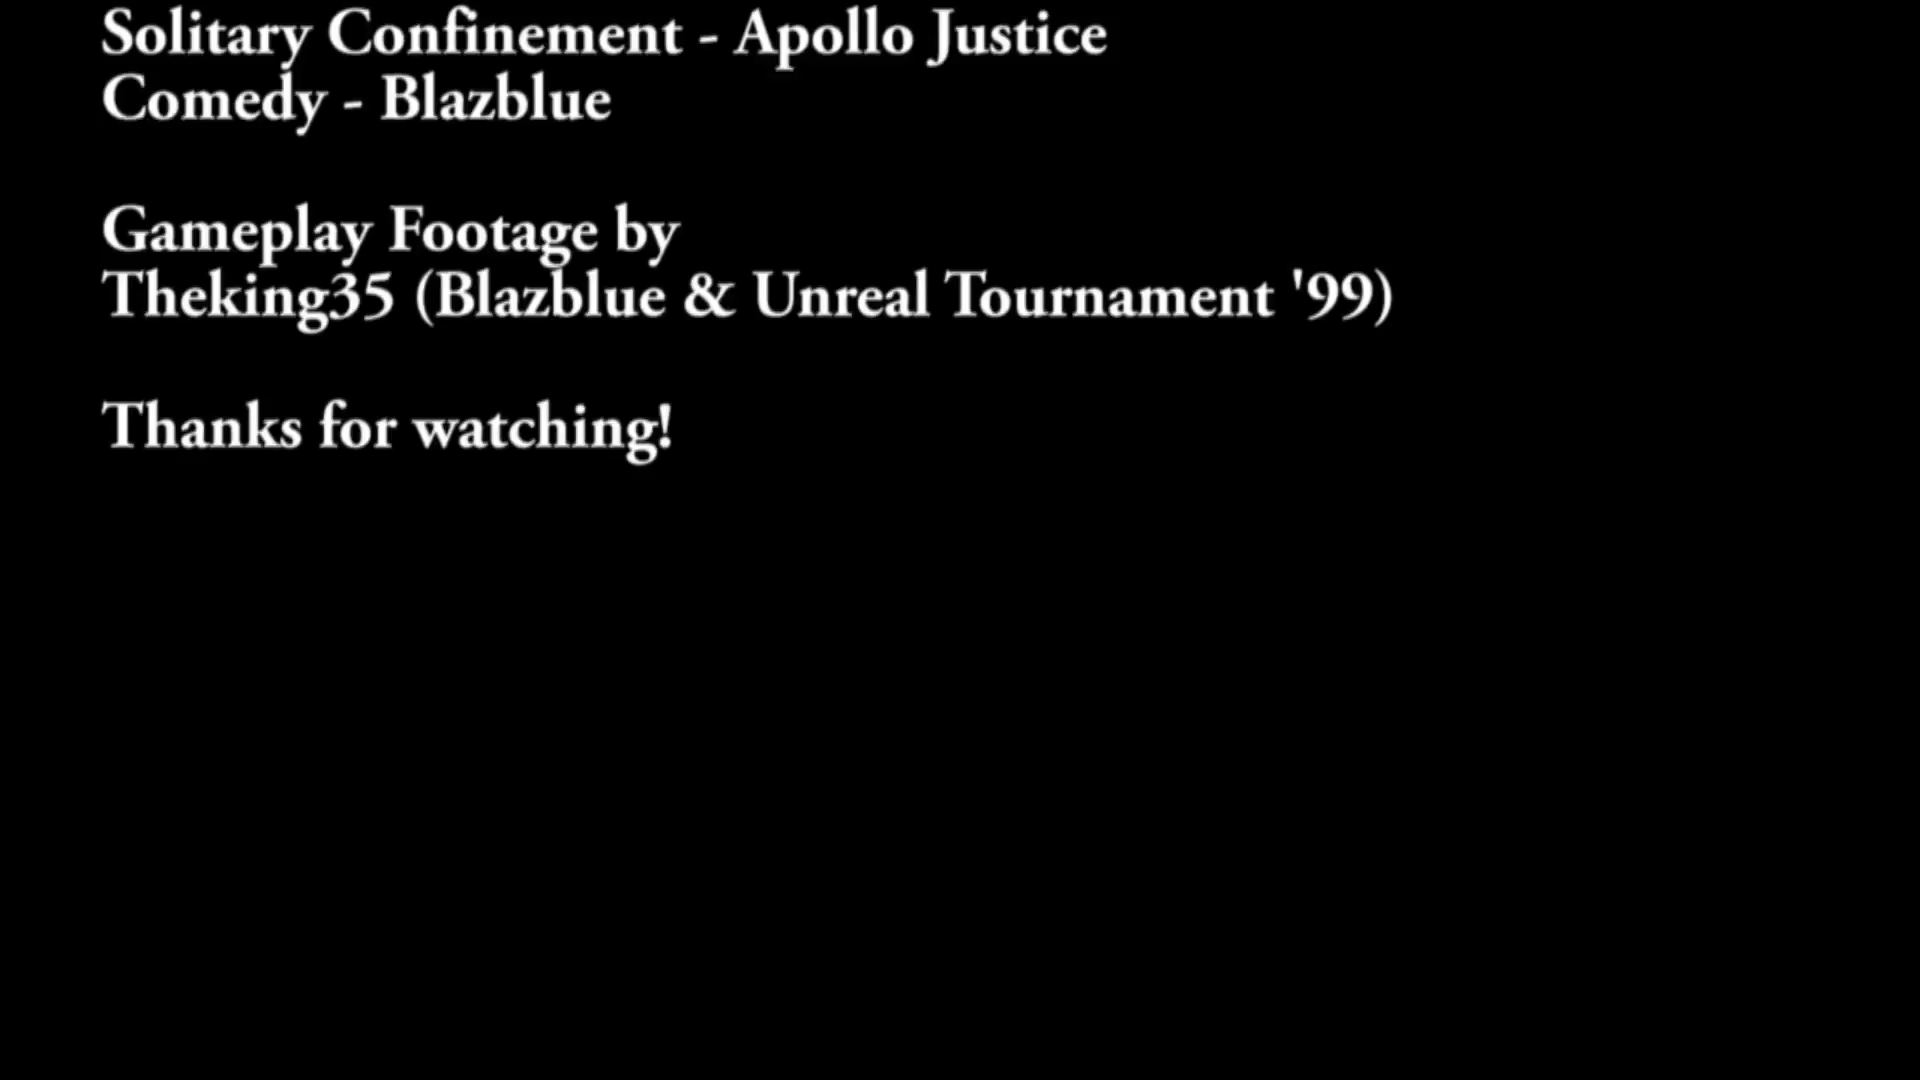 Solitary Confinement - Apollo Justice
Comedy - Blazblue
Gameplay Footage by
Theking35 (Blazblue & Unreal Tournament '99)
Thanks for watching!